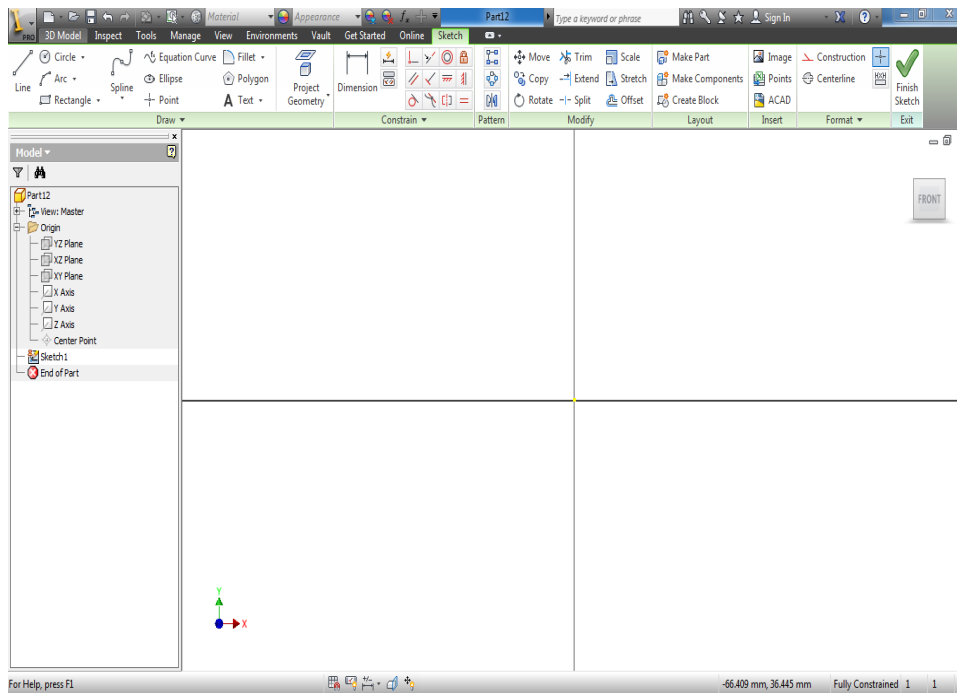 Material Appearance Part12 Type a keyword or phrase Sign In
PRO 3D Model Inspect Tools Manage View Environments Vault Get Started Online Sketch
Circle Equation Curve Fillet Move Trim Scale Make Part Image Construction
Line Arc Spline Ellipse Polygon Project Geometry Dimension Copy Extend Stretch Make Components Points Centerline Finish Sketch
Rectangle Point A Text Rotate Split Offset Create Block ACAD
Draw Constrain Pattern Modify Layout Insert Format Exit
Model
Part12
View: Master
Origin
YZ Plane
XZ Plane
XY Plane
X Axis
Y Axis
Z Axis
Center Point
Sketch1
End of Part
FRONT
Y
X
For Help, press F1 -66.409 mm, 36.445 mm Fully Constrained 1 1